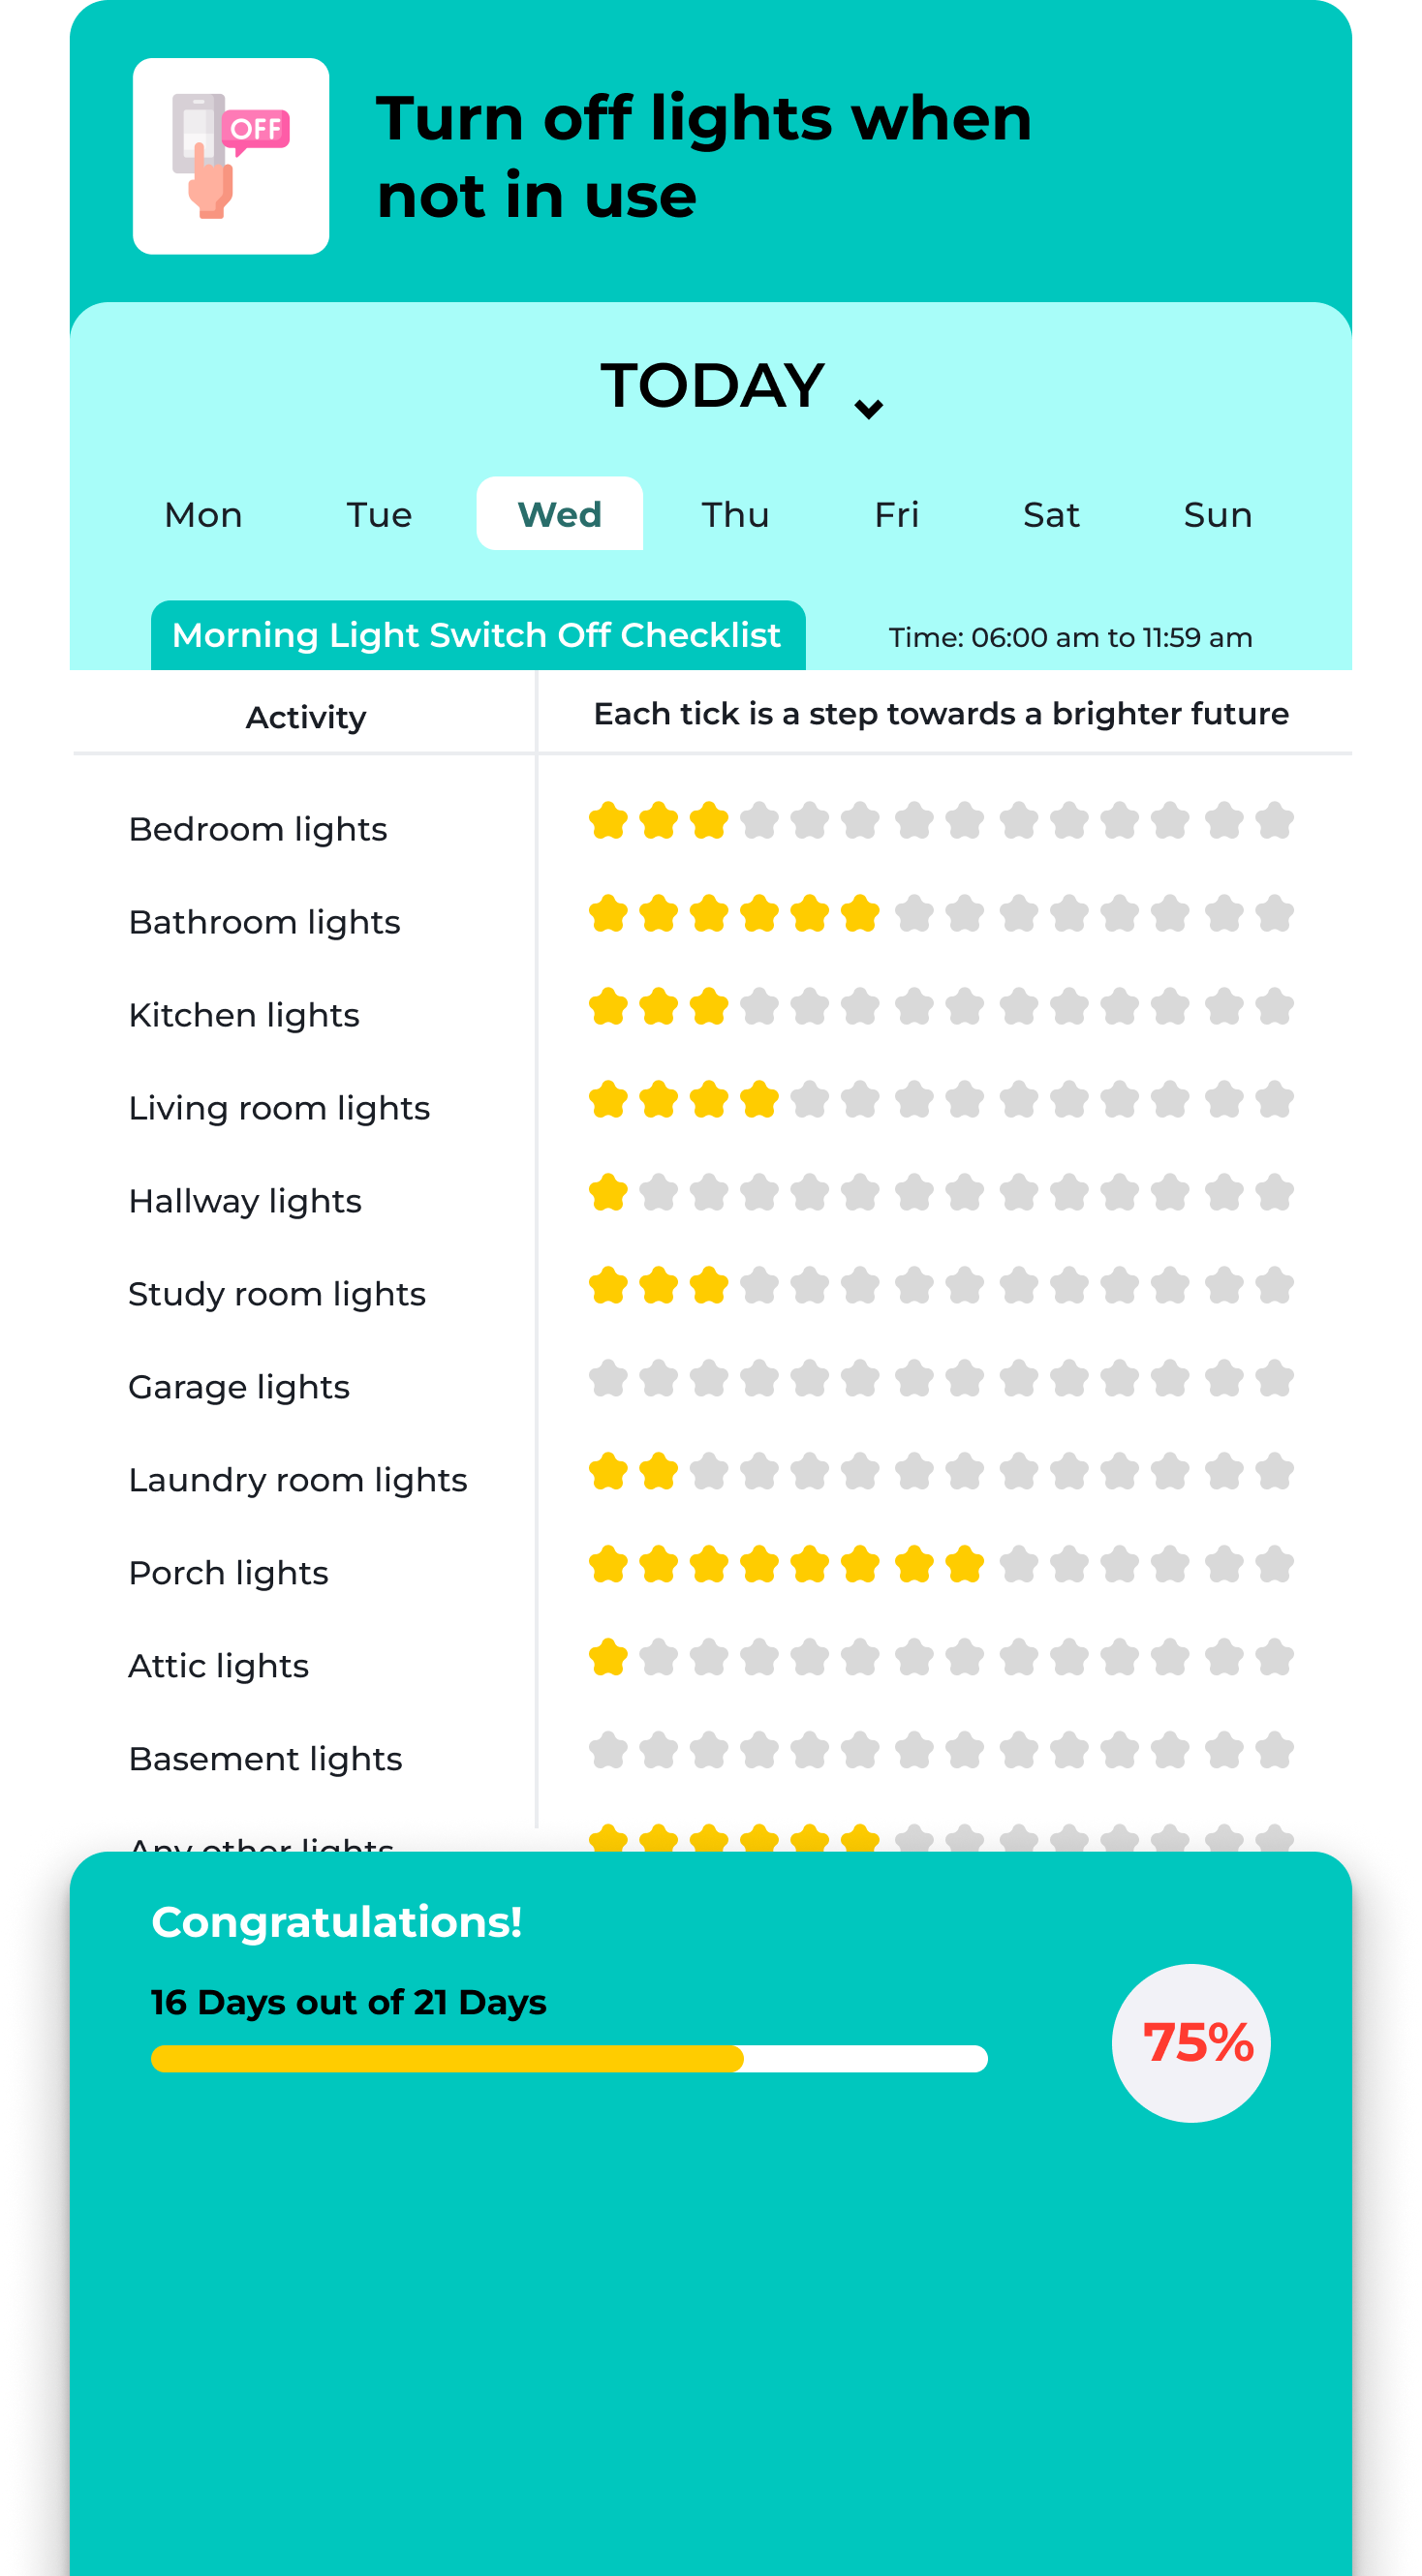 OFF
Turn off lights when
not in use
TODAY
Mon Tue Wed Thu Fri Sat Sun
Morning Light Switch Off Checklist Time: 06:00 am to 11:59 am
Activity Each tick is a step towards a brighter future
Bedroom lights
Bathroom lights
Kitchen lights
Living room lights
Hallway lights
Study room lights
Garage lights
Laundry room lights
Porch lights
Attic lights
Basement lights
Any other lights
Congratulations!
16 Days out of 21 Days
75%